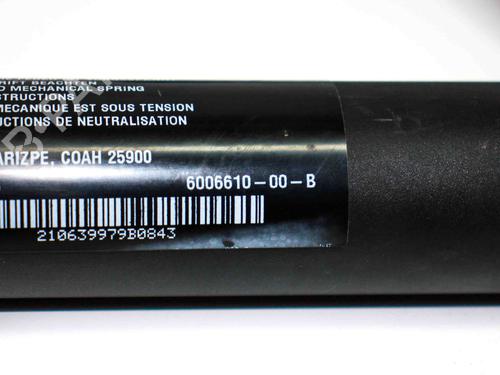 RIFT BEACHTEN
D MECHANICAL SPRING
STRUCTIONS
MECANIQUE EST SOUS TENSION
UCTIONS DE NEUTRALISATION
ARIZPE, COAH 25900
6006610-00-B
210639979B0843